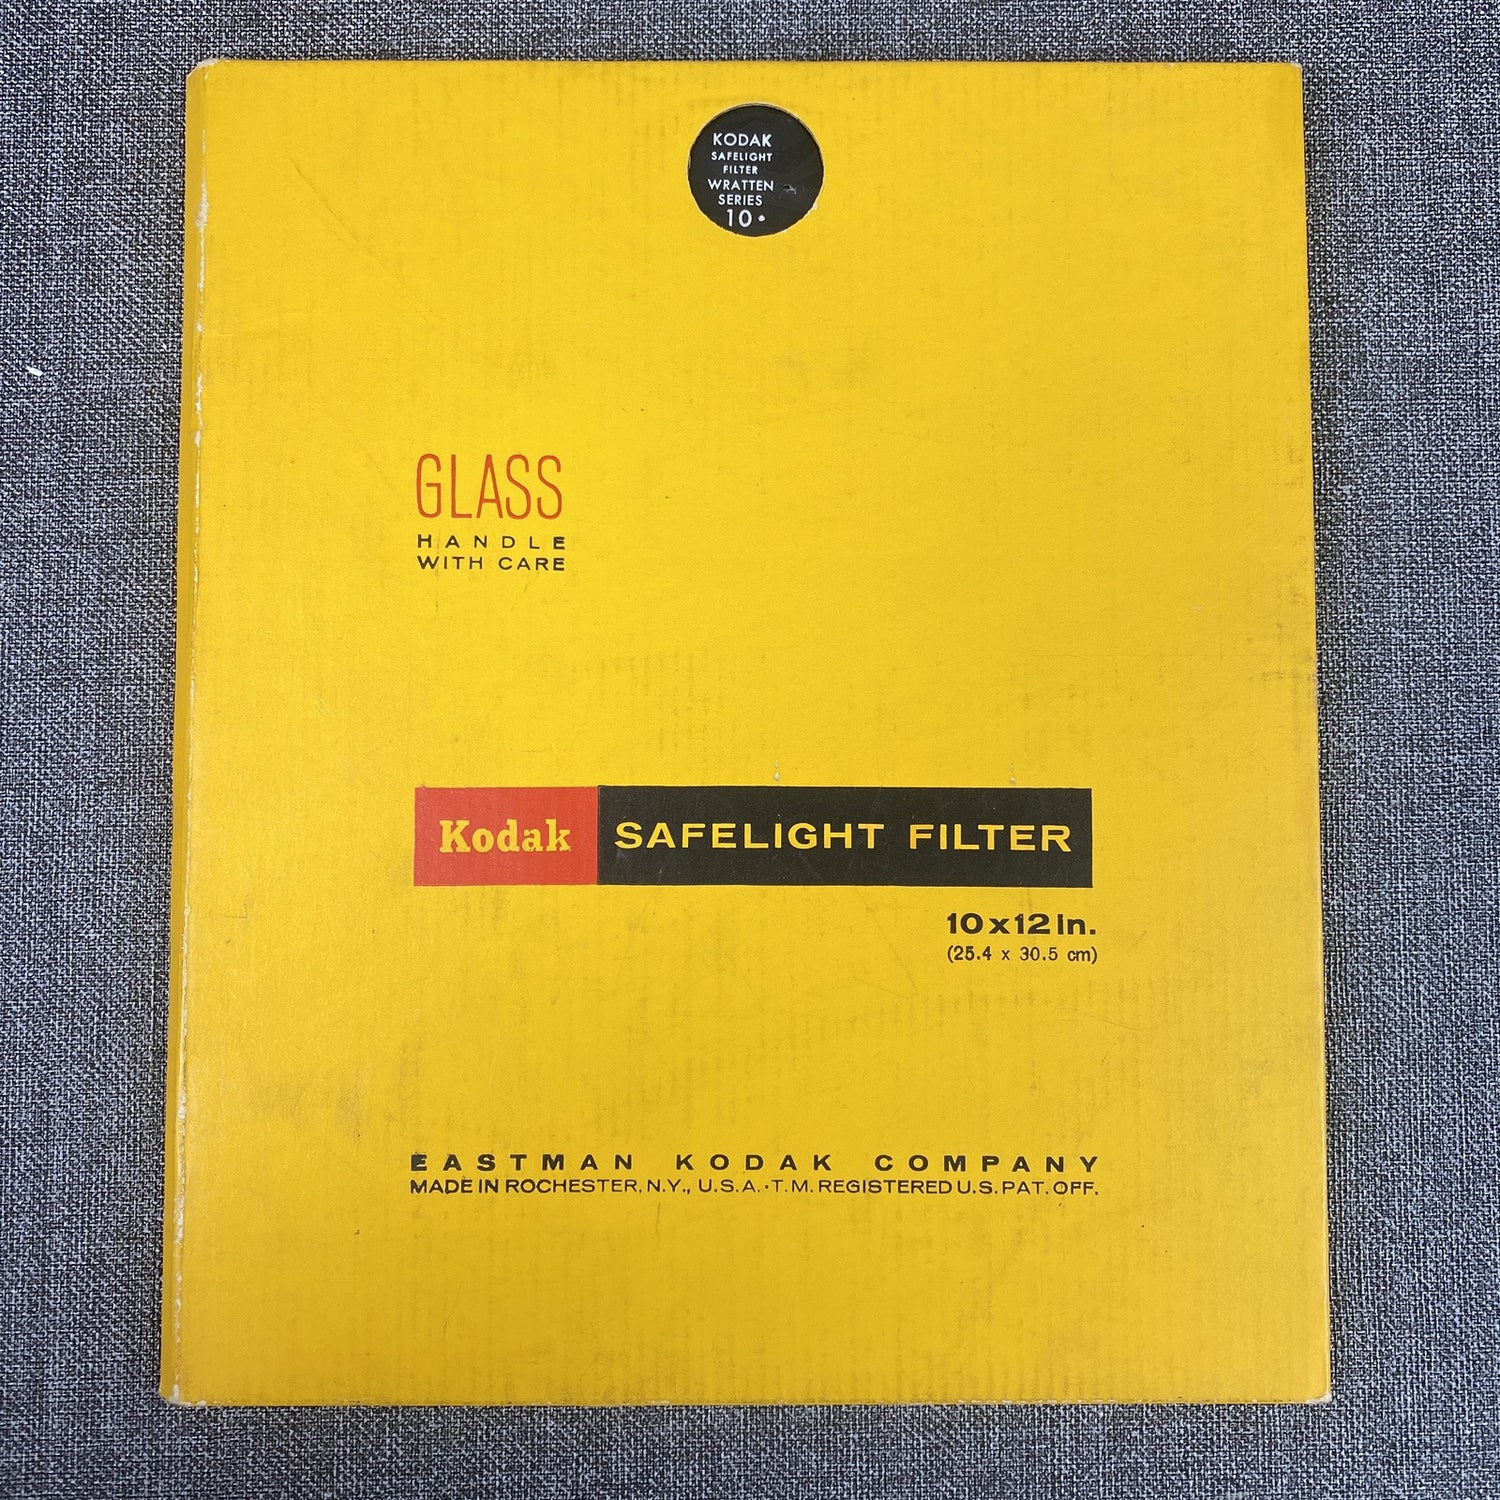 KODAK
SAFELIGHT
FILTER
WRATTEN
SERIES
10•
GLASS
HANDLE
WITH CARE
Kodak SAFELIGHT FILTER
10x12 In.
(25.4 x 30.5 cm)
EASTMAN KODAK COMPANY
MADE IN ROCHESTER, N.Y., U.S.A. • T.M. REGISTERED U.S. PAT. OFF.